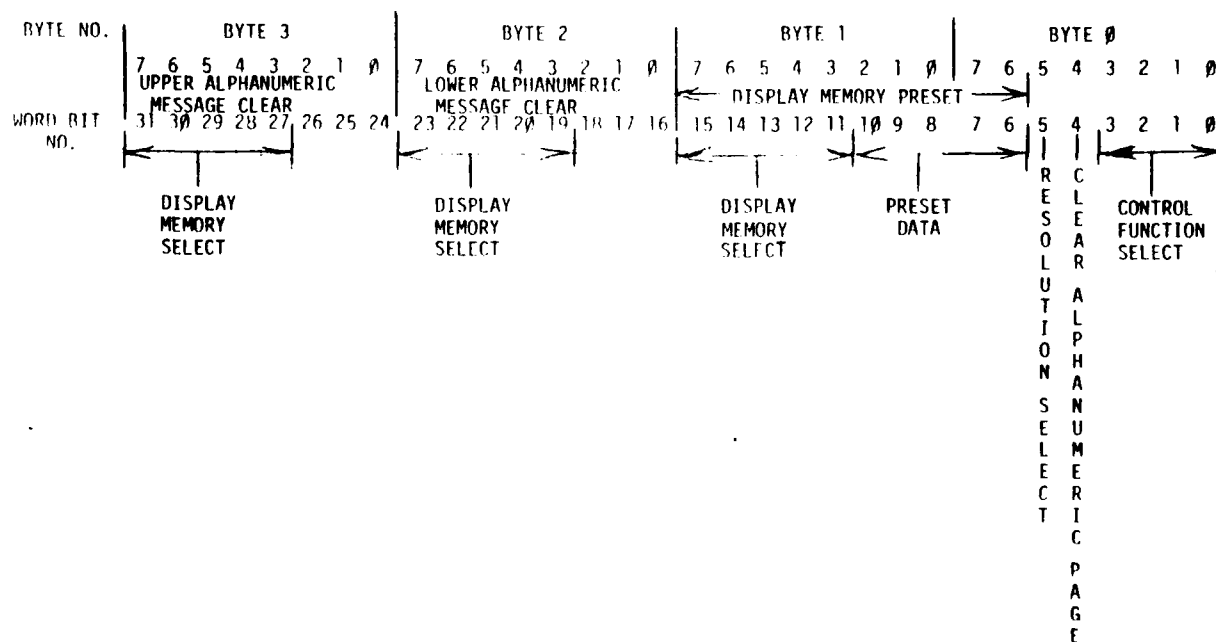 BYTE NO. BYTE 3 BYTE 2 BYTE 1 BYTE Ø
7 6 5 4 3 2 1 Ø 7 6 5 4 3 2 1 Ø 7 6 5 4 3 2 1 Ø 7 6 5 4 3 2 1 Ø
UPPER ALPHANUMERIC LOWER ALPHANUMERIC
DISPLAY MEMORY PRESET
MESSAGE CLEAR MESSAGE CLEAR
WORD BIT 31 3Ø 29 28 27 26 25 24 23 22 21 2Ø 19 18 17 16 15 14 13 12 11 1Ø 9 8 7 6 5 4 3 2 1 Ø
NO.
DISPLAY
MEMORY
SELECT
DISPLAY
MEMORY
SELECT
DISPLAY
MEMORY
SELECT
PRESET
DATA
RESOLUTION SELECT
CLEAR ALPHANUMERIC PAGE
CONTROL
FUNCTION
SELECT